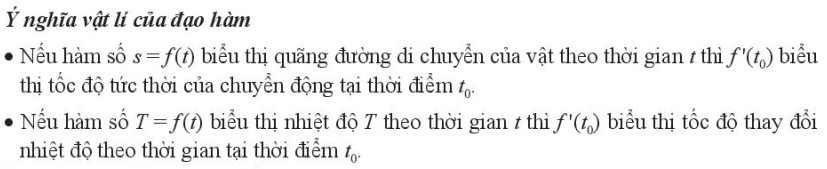 Ý nghĩa vật lí của đạo hàm
• Nếu hàm số s = f(t) biểu thị quãng đường di chuyển của vật theo thời gian t thì f'(t₀) biểu
thị tốc độ tức thời của chuyển động tại thời điểm t₀.
• Nếu hàm số T = f(t) biểu thị nhiệt độ T theo thời gian t thì f'(t₀) biểu thị tốc độ thay đổi
nhiệt độ theo thời gian tại thời điểm t₀.